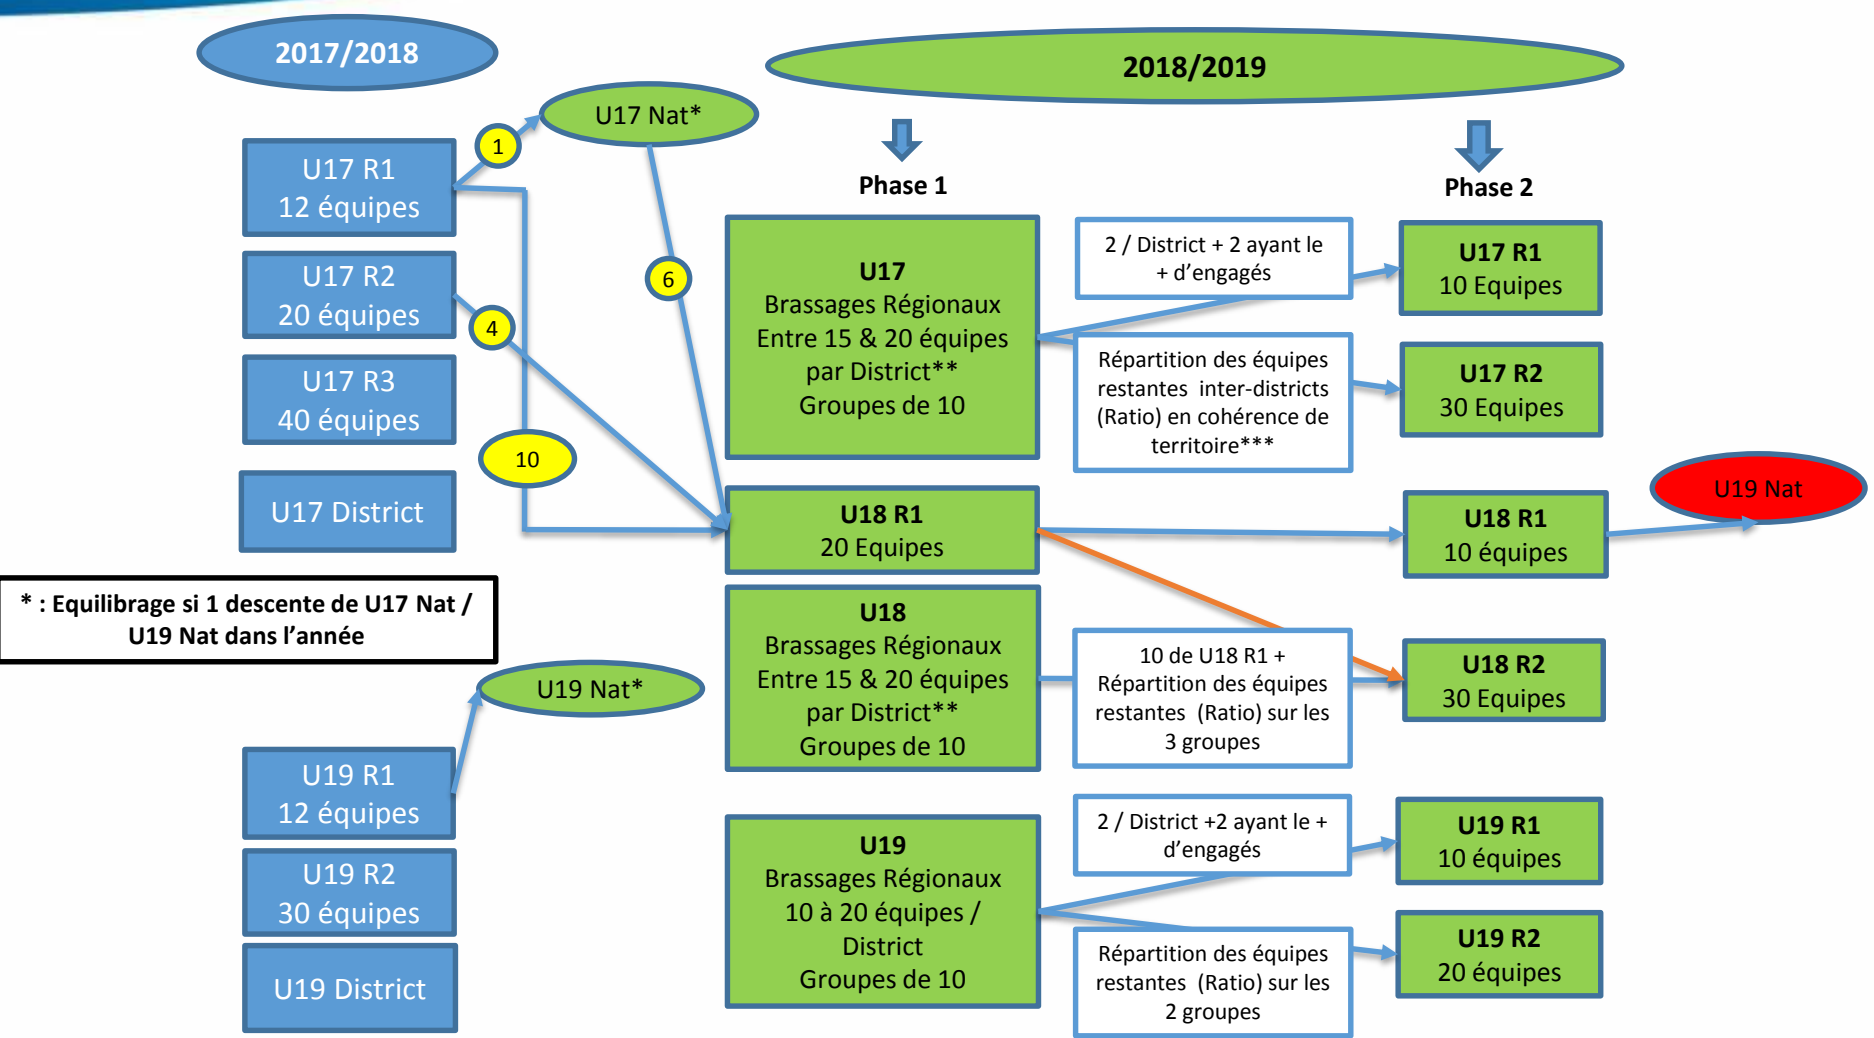 2017/2018
2018/2019
U17 Nat*
1
U17 R1
12 équipes
Phase 1
Phase 2
U17 R2
20 équipes
6
4
U17
Brassages Régionaux
Entre 15 & 20 équipes
par District**
Groupes de 10
2 / District + 2 ayant le
+ d'engagés
U17 R1
10 Equipes
U17 R3
40 équipes
Répartition des équipes
restantes inter-districts
(Ratio) en cohérence de
territoire***
U17 R2
30 Equipes
10
U17 District
U18 R1
20 Equipes
U18 R1
10 équipes
U19 Nat
* : Equilibrage si 1 descente de U17 Nat /
U19 Nat dans l'année
U18
Brassages Régionaux
Entre 15 & 20 équipes
par District**
Groupes de 10
10 de U18 R1 +
Répartition des équipes
restantes (Ratio) sur les
3 groupes
U18 R2
30 Equipes
U19 Nat*
U19 R1
12 équipes
U19 R2
30 équipes
U19 District
U19
Brassages Régionaux
10 à 20 équipes /
District
Groupes de 10
2 / District +2 ayant le +
d'engagés
U19 R1
10 équipes
Répartition des équipes
restantes (Ratio) sur les
2 groupes
U19 R2
20 équipes